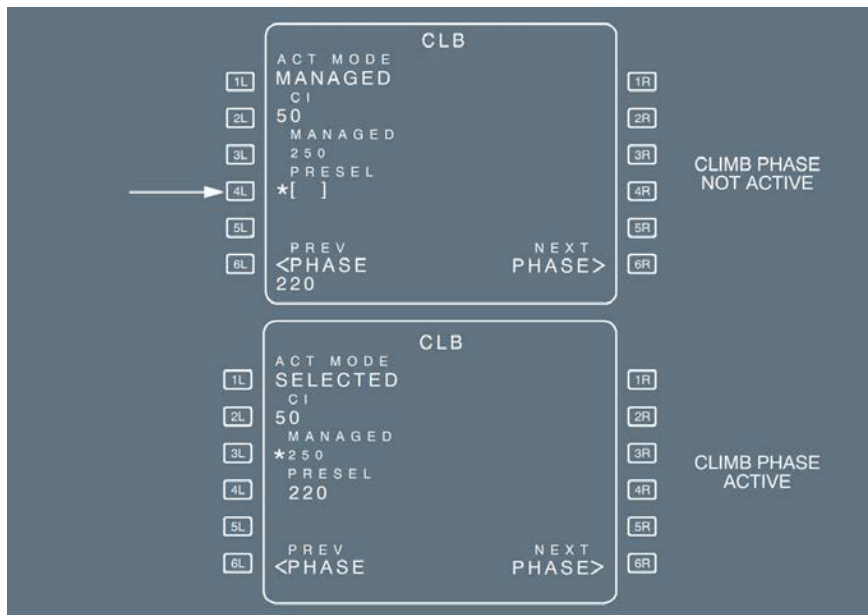 CLB
ACT MODE
1L MANAGED 1R
CI
2L 50 2R
MANAGED
3L 250 3R
PRESEL
4L *[ ] 4R
5L 5R
PREV NEXT
6L <PHASE PHASE> 6R
220
CLIMB PHASE
NOT ACTIVE
CLB
ACT MODE
1L SELECTED 1R
CI
2L 50 2R
MANAGED
3L *250 3R
PRESEL
4L 220 4R
5L 5R
PREV NEXT
6L <PHASE PHASE> 6R
CLIMB PHASE
ACTIVE